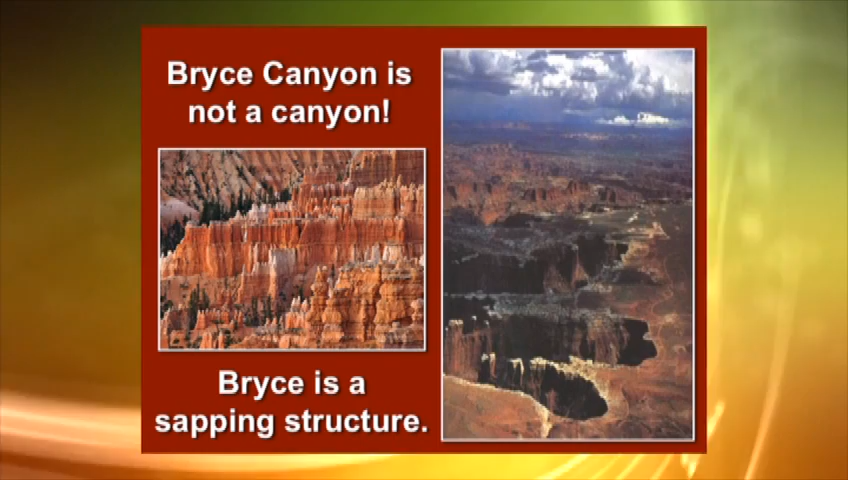 Bryce Canyon is
not a canyon!
Bryce is a
sapping structure.